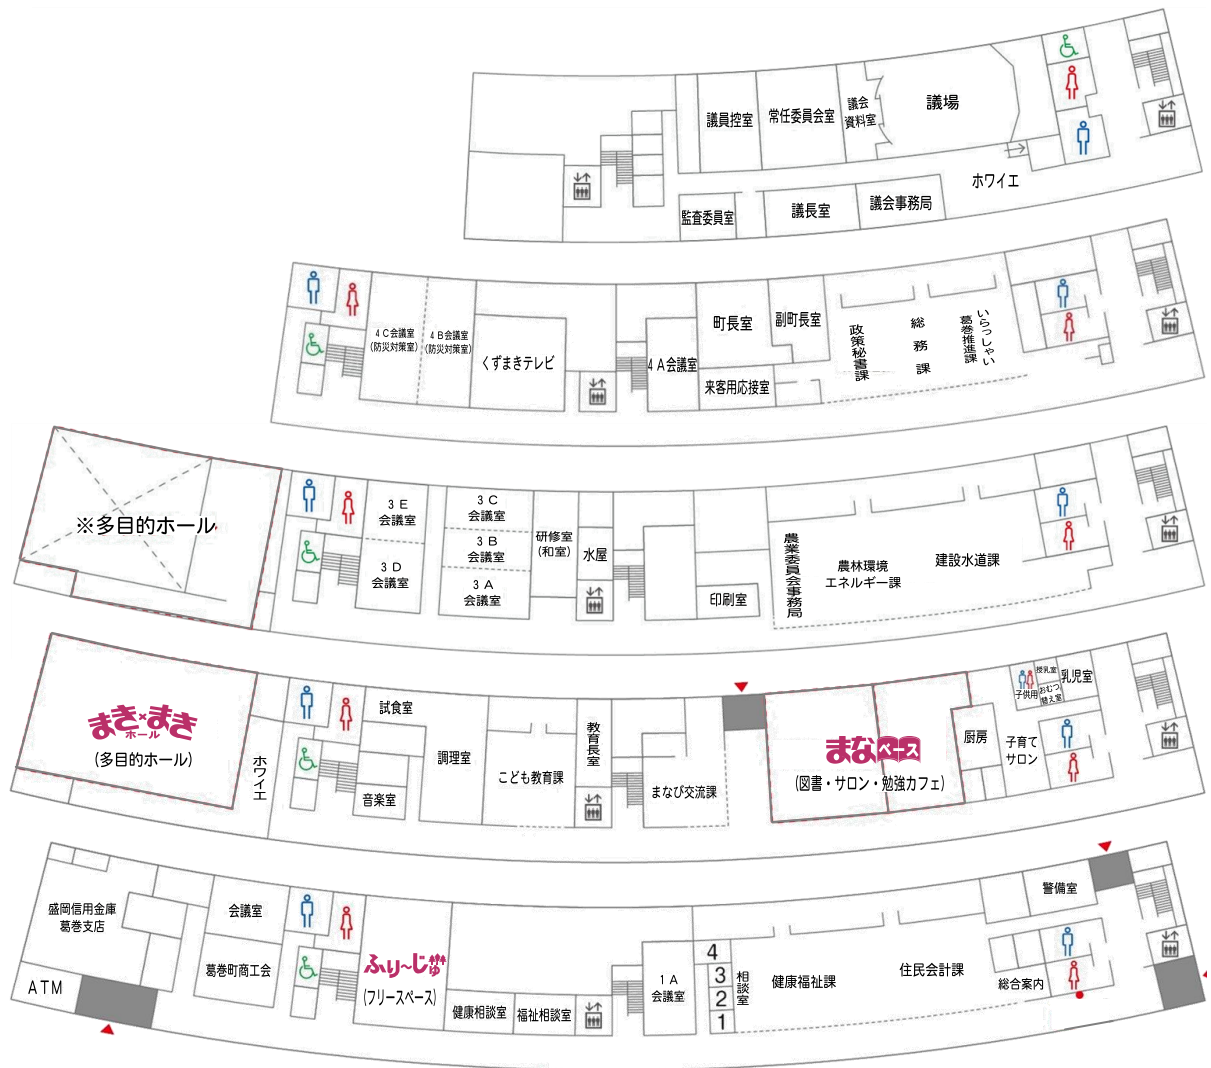 議員控室
常任委員会室
議会
資料室
議場
ホワイエ
監査委員室
議長室
議会事務局
4C会議室
(防災対策室)
4B会議室
(防災対策室)
くずまきテレビ
4A会議室
町長室
副町長室
来客用応接室
政策秘書課
総務課
いらっしゃい
葛巻推進課
※多目的ホール
3E
会議室
3D
会議室
3C
会議室
3B
会議室
3A
会議室
研修室
(和室)
水屋
印刷室
農業委員会事務局
農林環境
エネルギー課
建設水道課
まき×まき
ホール
(多目的ホール)
ホワイエ
試食室
調理室
音楽室
こども教育課
教育長室
まなび交流課
まなベース
(図書・サロン・勉強カフェ)
厨房
子供用
授乳室
おむつ
替え室
乳児室
子育て
サロン
盛岡信用金庫
葛巻支店
ATM
会議室
葛巻町商工会
ふり〜じゅ
(フリースペース)
健康相談室
福祉相談室
1A
会議室
4
3
2
1
相談室
健康福祉課
住民会計課
総合案内
警備室